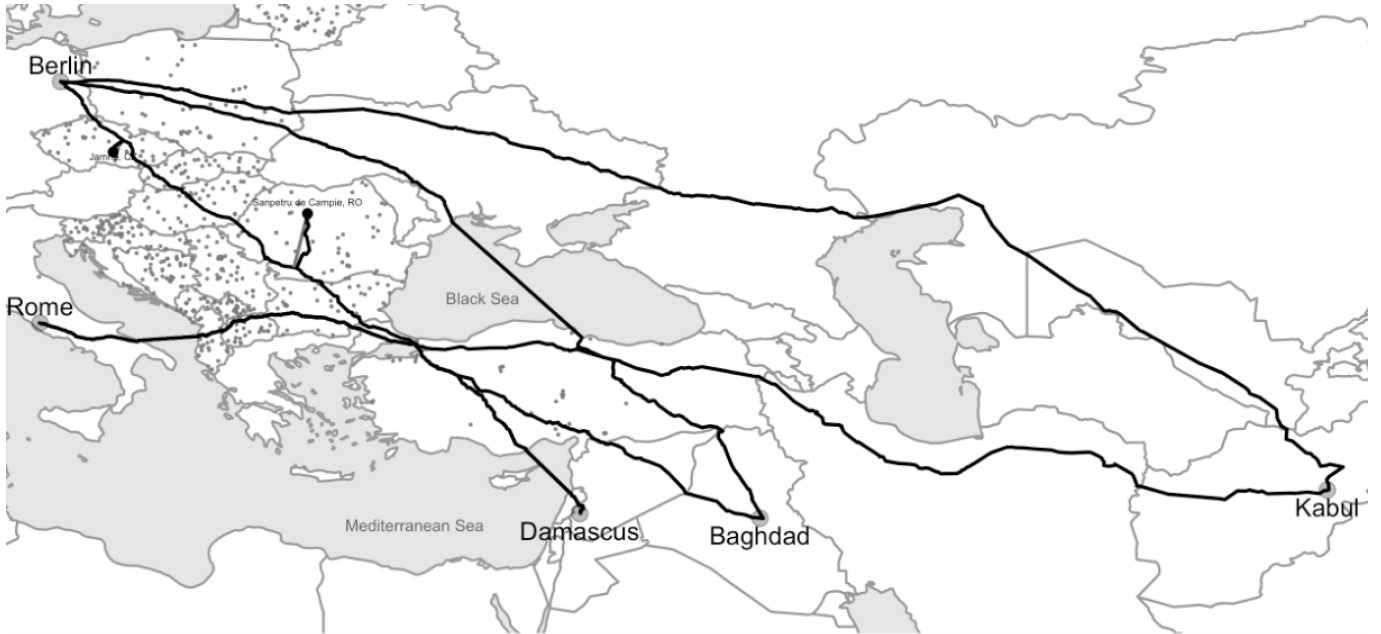 Berlin
Sanpetru de Campie, RO
Rome
Black Sea
Mediterranean Sea
Damascus
Baghdad
Kabul